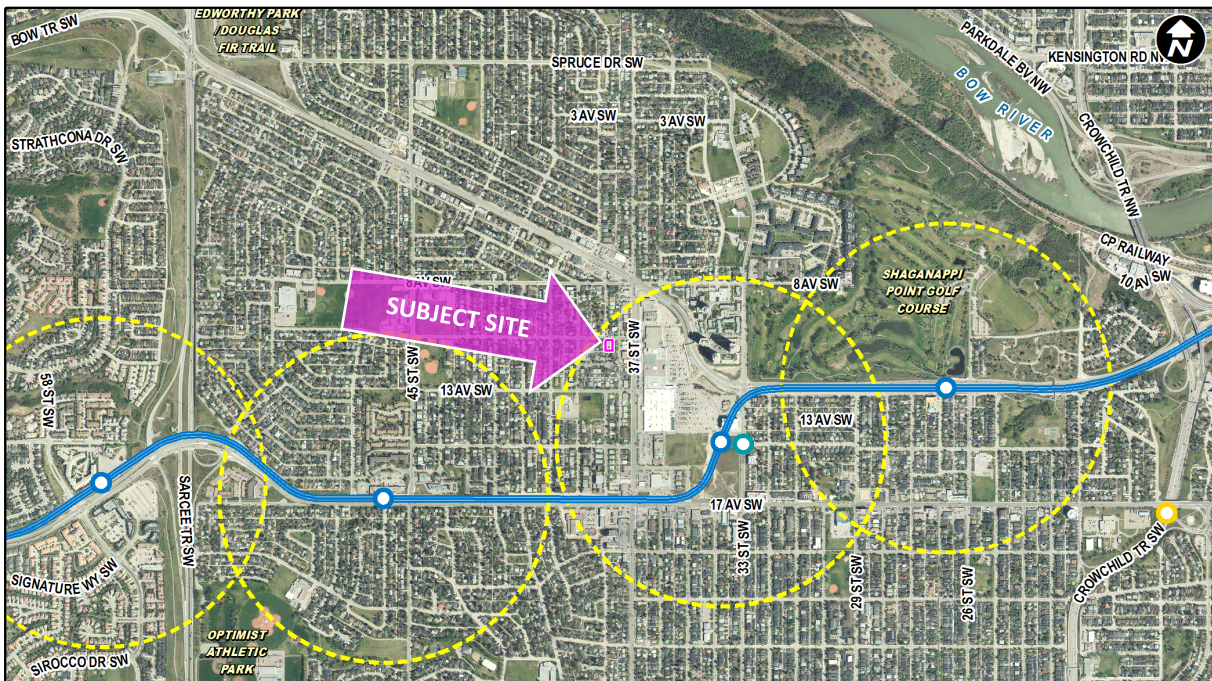 EDWORTHY PARK
/DOUGLAS
FIR TRAIL
BOW TR SW
PARKDALE BV NW
KENSINGTON RD N
N
SPRUCE DR SW
BOW RIVER
3 AV SW
3 AV SW
STRATHCONA DR SW
CROWCHILD TR NW
CP RAILWAY
10 AV SW
8 AV SW
8 AV SW
SHAGANAPPI
POINT GOLF
COURSE
SUBJECT SITE
37 ST SW
45 ST SW
58 ST SW
13 AV SW
13 AV SW
SARCEE TR SW
17 AV SW
33 ST SW
29 ST SW
26 ST SW
CROWCHILD TR SW
SIGNATURE WY SW
OPTIMIST
ATHLETIC
PARK
SIROCCO DR SW